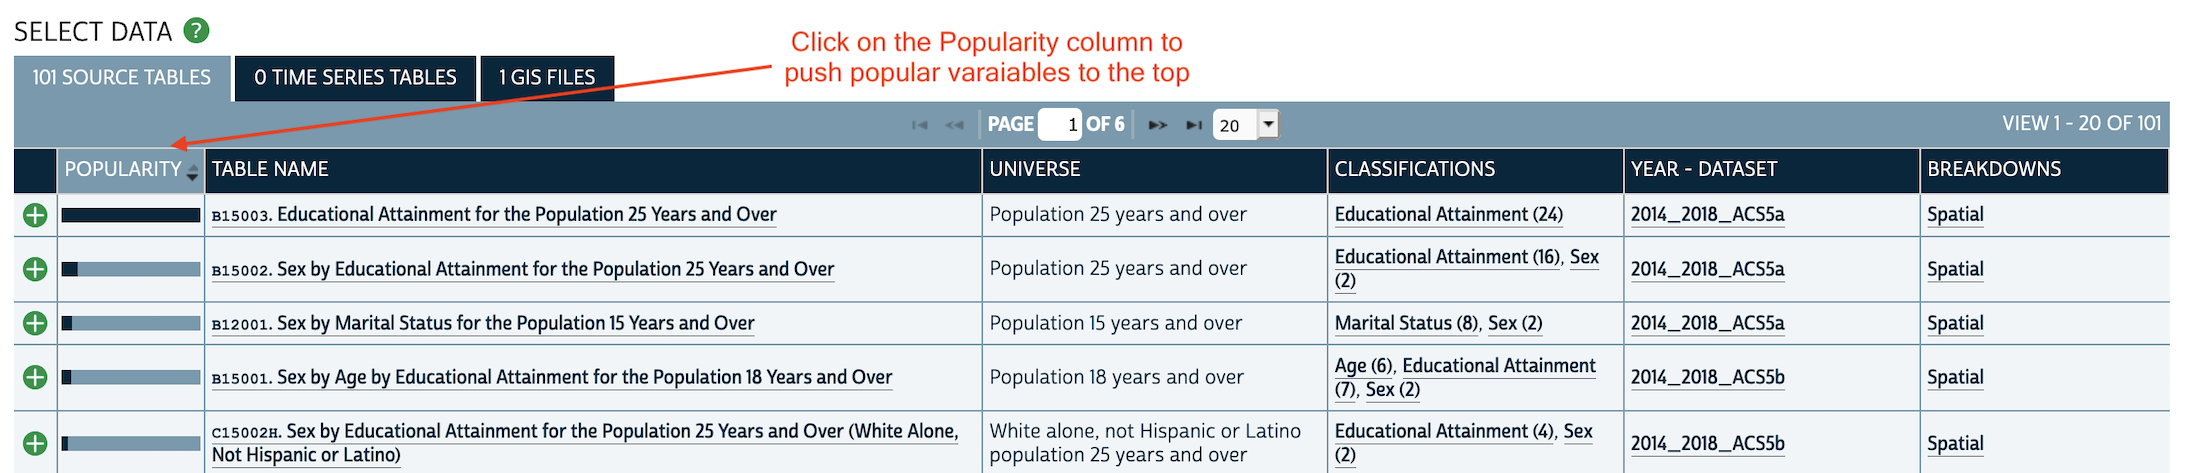 SELECT DATA ?
Click on the Popularity column to
push popular varaiables to the top
101 SOURCE TABLES 0 TIME SERIES TABLES 1 GIS FILES
PAGE 1 OF 6 20 VIEW 1 - 20 OF 101
POPULARITY TABLE NAME UNIVERSE CLASSIFICATIONS YEAR - DATASET BREAKDOWNS
B15003. Educational Attainment for the Population 25 Years and Over Population 25 years and over Educational Attainment (24) 2014_2018_ACS5a Spatial
B15002. Sex by Educational Attainment for the Population 25 Years and Over Population 25 years and over Educational Attainment (16), Sex 2014_2018_ACS5a Spatial
(2)
B12001. Sex by Marital Status for the Population 15 Years and Over Population 15 years and over Marital Status (8), Sex (2) 2014_2018_ACS5a Spatial
B15001. Sex by Age by Educational Attainment for the Population 18 Years and Over Population 18 years and over Age (6), Educational Attainment 2014_2018_ACS5b Spatial
(7), Sex (2)
C15002H. Sex by Educational Attainment for the Population 25 Years and Over (White Alone, White alone, not Hispanic or Latino Educational Attainment (4), Sex 2014_2018_ACS5b Spatial
Not Hispanic or Latino) population 25 years and over (2)